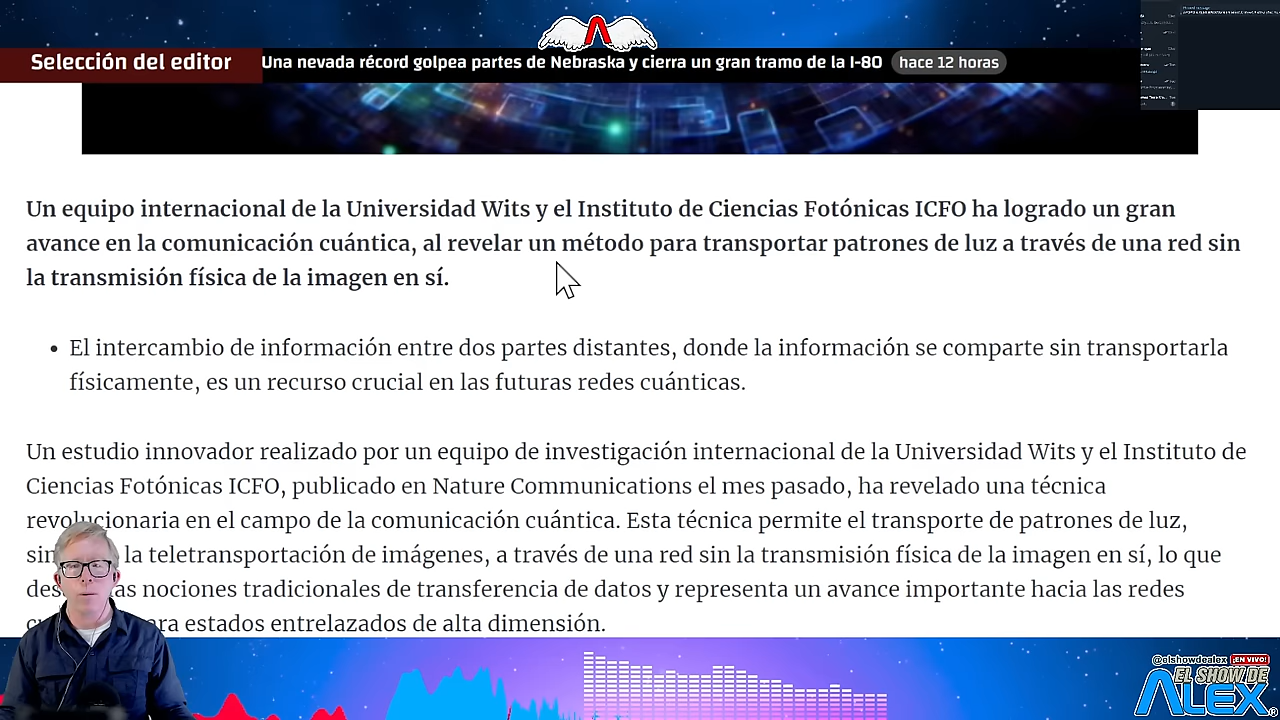 Selección del editor
Una nevada récord golpea partes de Nebraska y cierra un gran tramo de la I-80 hace 12 horas
Un equipo internacional de la Universidad Wits y el Instituto de Ciencias Fotónicas ICFO ha logrado un gran
avance en la comunicación cuántica, al revelar un método para transportar patrones de luz a través de una red sin
la transmisión física de la imagen en sí.
• El intercambio de información entre dos partes distantes, donde la información se comparte sin transportarla
físicamente, es un recurso crucial en las futuras redes cuánticas.
Un estudio innovador realizado por un equipo de investigación internacional de la Universidad Wits y el Instituto de
Ciencias Fotónicas ICFO, publicado en Nature Communications el mes pasado, ha revelado una técnica
revolucionaria en el campo de la comunicación cuántica. Esta técnica permite el transporte de patrones de luz,
la teletransportación de imágenes, a través de una red sin la transmisión física de la imagen en sí, lo que
nociones tradicionales de transferencia de datos y representa un avance importante hacia las redes
estados entrelazados de alta dimensión.
@elshowdealex ¡EN VIVO!
EL SHOW DE
ALEX